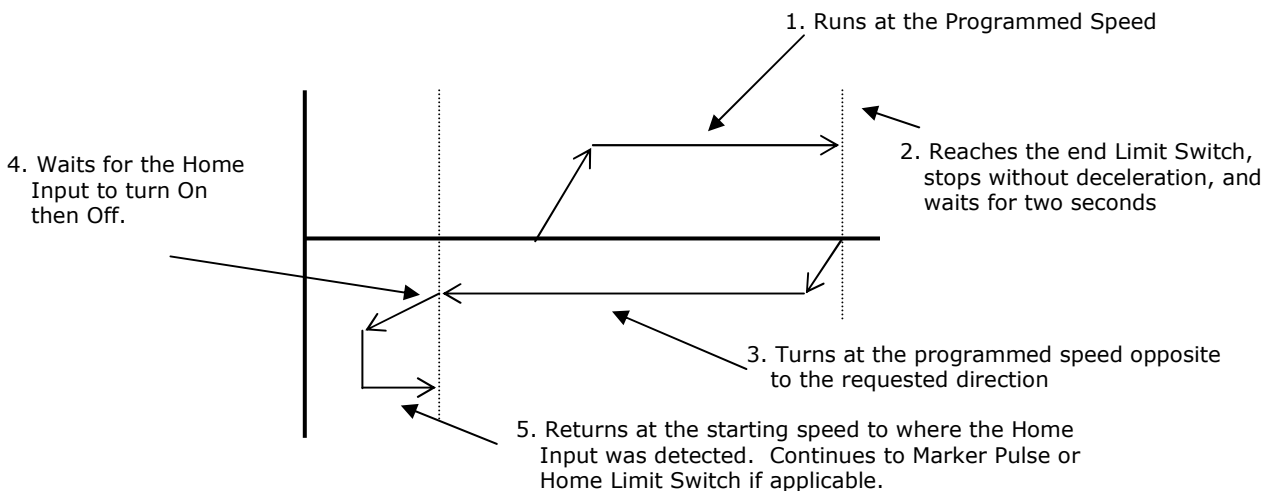 1. Runs at the Programmed Speed
2. Reaches the end Limit Switch,
stops without deceleration, and
waits for two seconds
3. Turns at the programmed speed opposite
to the requested direction
4. Waits for the Home
Input to turn On
then Off.
5. Returns at the starting speed to where the Home
Input was detected. Continues to Marker Pulse or
Home Limit Switch if applicable.